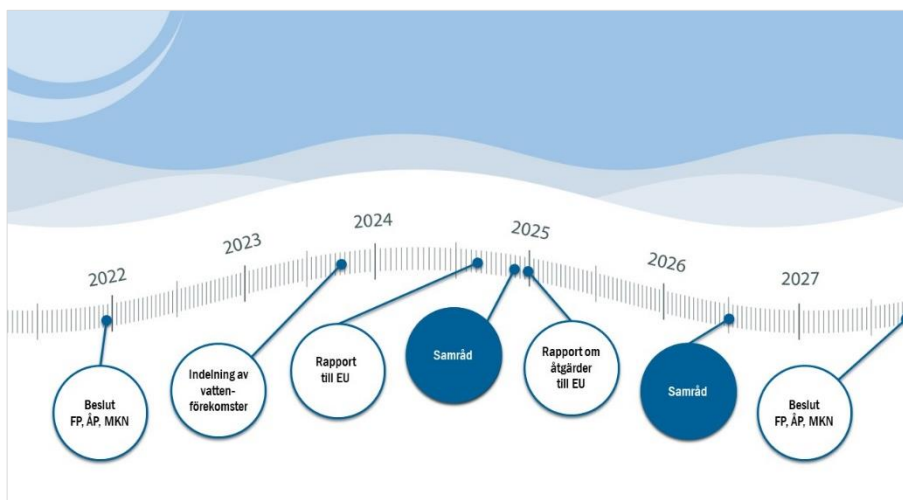 2022
2023
2024
2025
2026
2027
Beslut
FP, ÅP, MKN
Indelning av
vatten-
förekomster
Rapport
till EU
Samråd
Rapport om
åtgärder
till EU
Samråd
Beslut
FP, ÅP, MKN